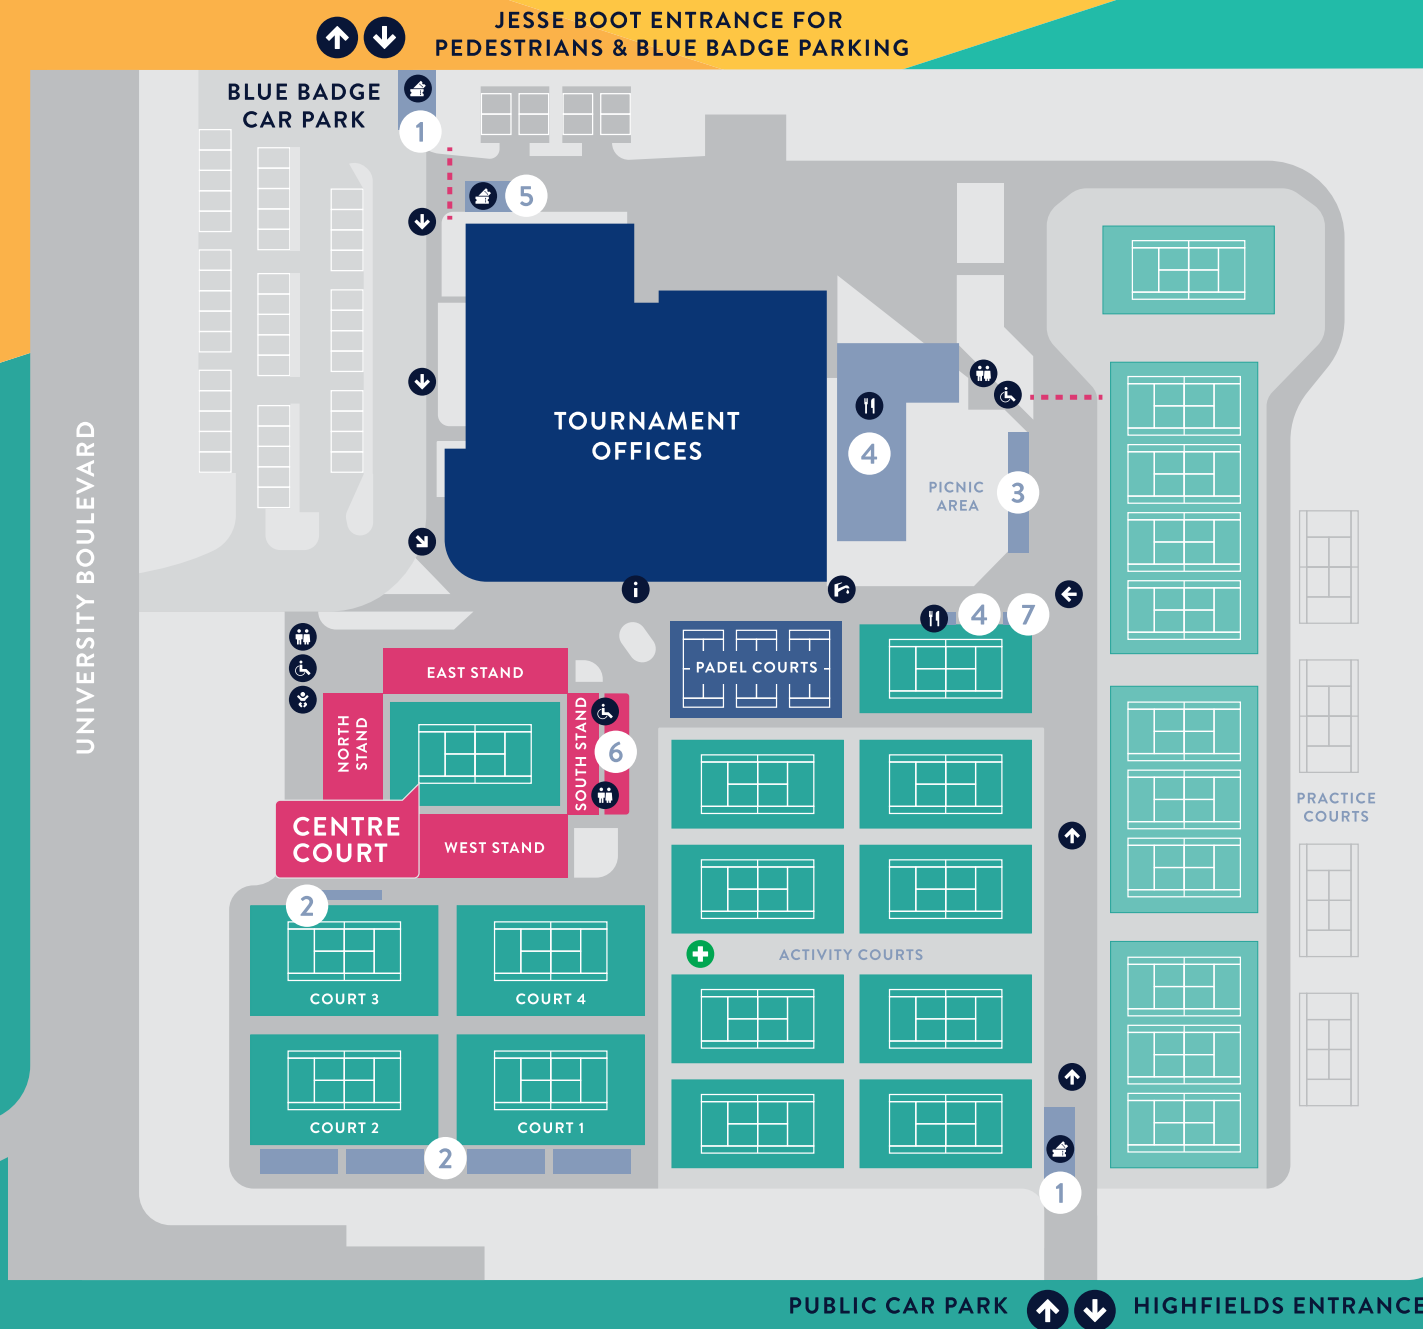 JESSE BOOT ENTRANCE FOR
PEDESTRIANS & BLUE BADGE PARKING
BLUE BADGE
CAR PARK
1
5
TOURNAMENT
OFFICES
4
PICNIC
AREA
3
UNIVERSITY BOULEVARD
i
4
7
EAST STAND
PADEL COURTS
NORTH
STAND
SOUTH STAND
6
CENTRE
COURT
WEST STAND
PRACTICE
COURTS
2
ACTIVITY COURTS
COURT 3
COURT 4
COURT 2
COURT 1
2
1
PUBLIC CAR PARK
HIGHFIELDS ENTRANCE